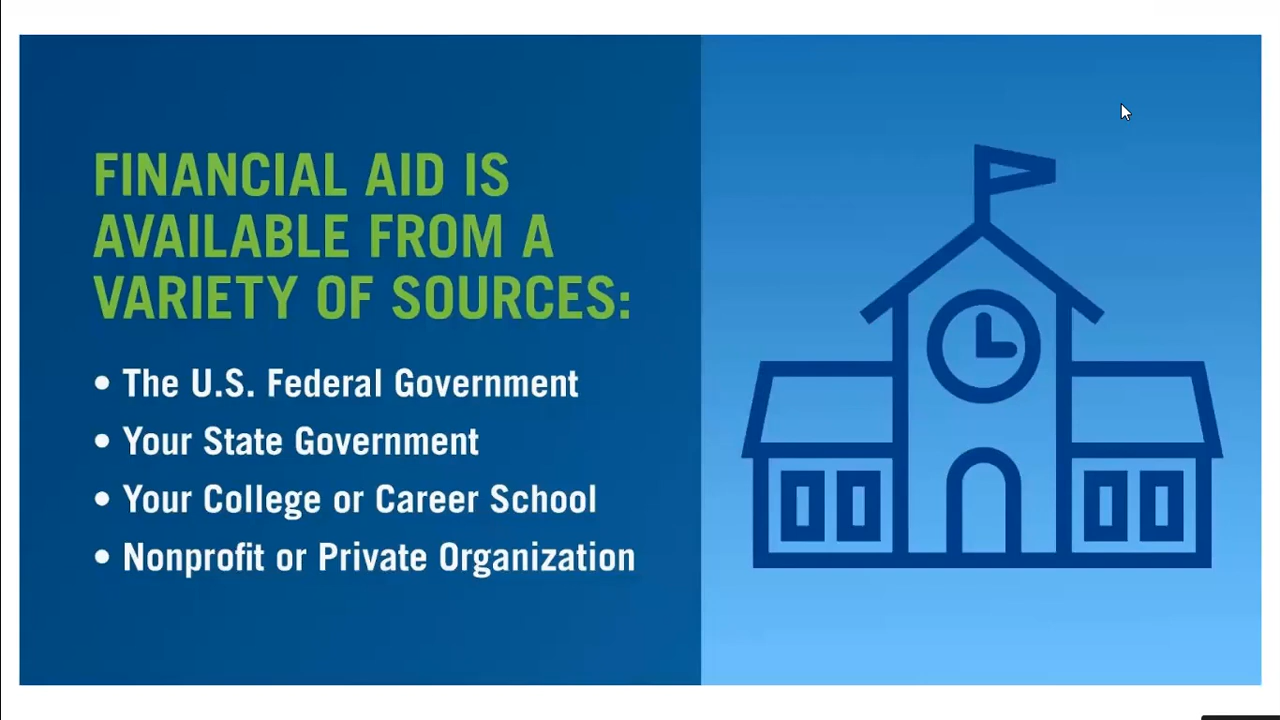 FINANCIAL AID IS
AVAILABLE FROM A
VARIETY OF SOURCES:
• The U.S. Federal Government
• Your State Government
• Your College or Career School
• Nonprofit or Private Organization